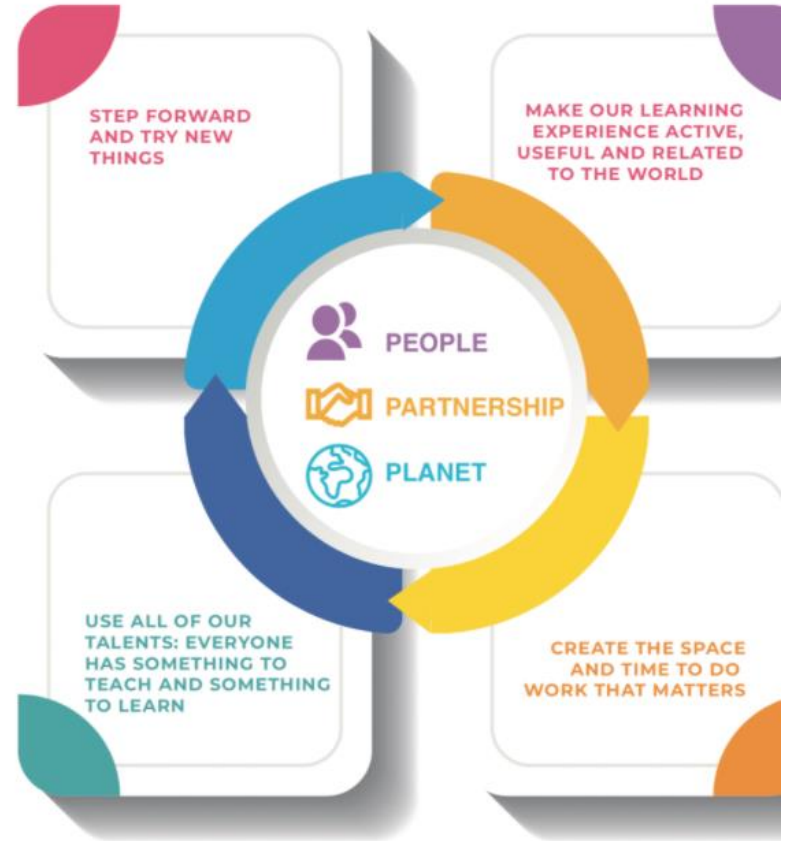 STEP FORWARD
AND TRY NEW
THINGS
MAKE OUR LEARNING
EXPERIENCE ACTIVE,
USEFUL AND RELATED
TO THE WORLD
PEOPLE
PARTNERSHIP
PLANET
USE ALL OF OUR
TALENTS: EVERYONE
HAS SOMETHING TO
TEACH AND SOMETHING
TO LEARN
CREATE THE SPACE
AND TIME TO DO
WORK THAT MATTERS